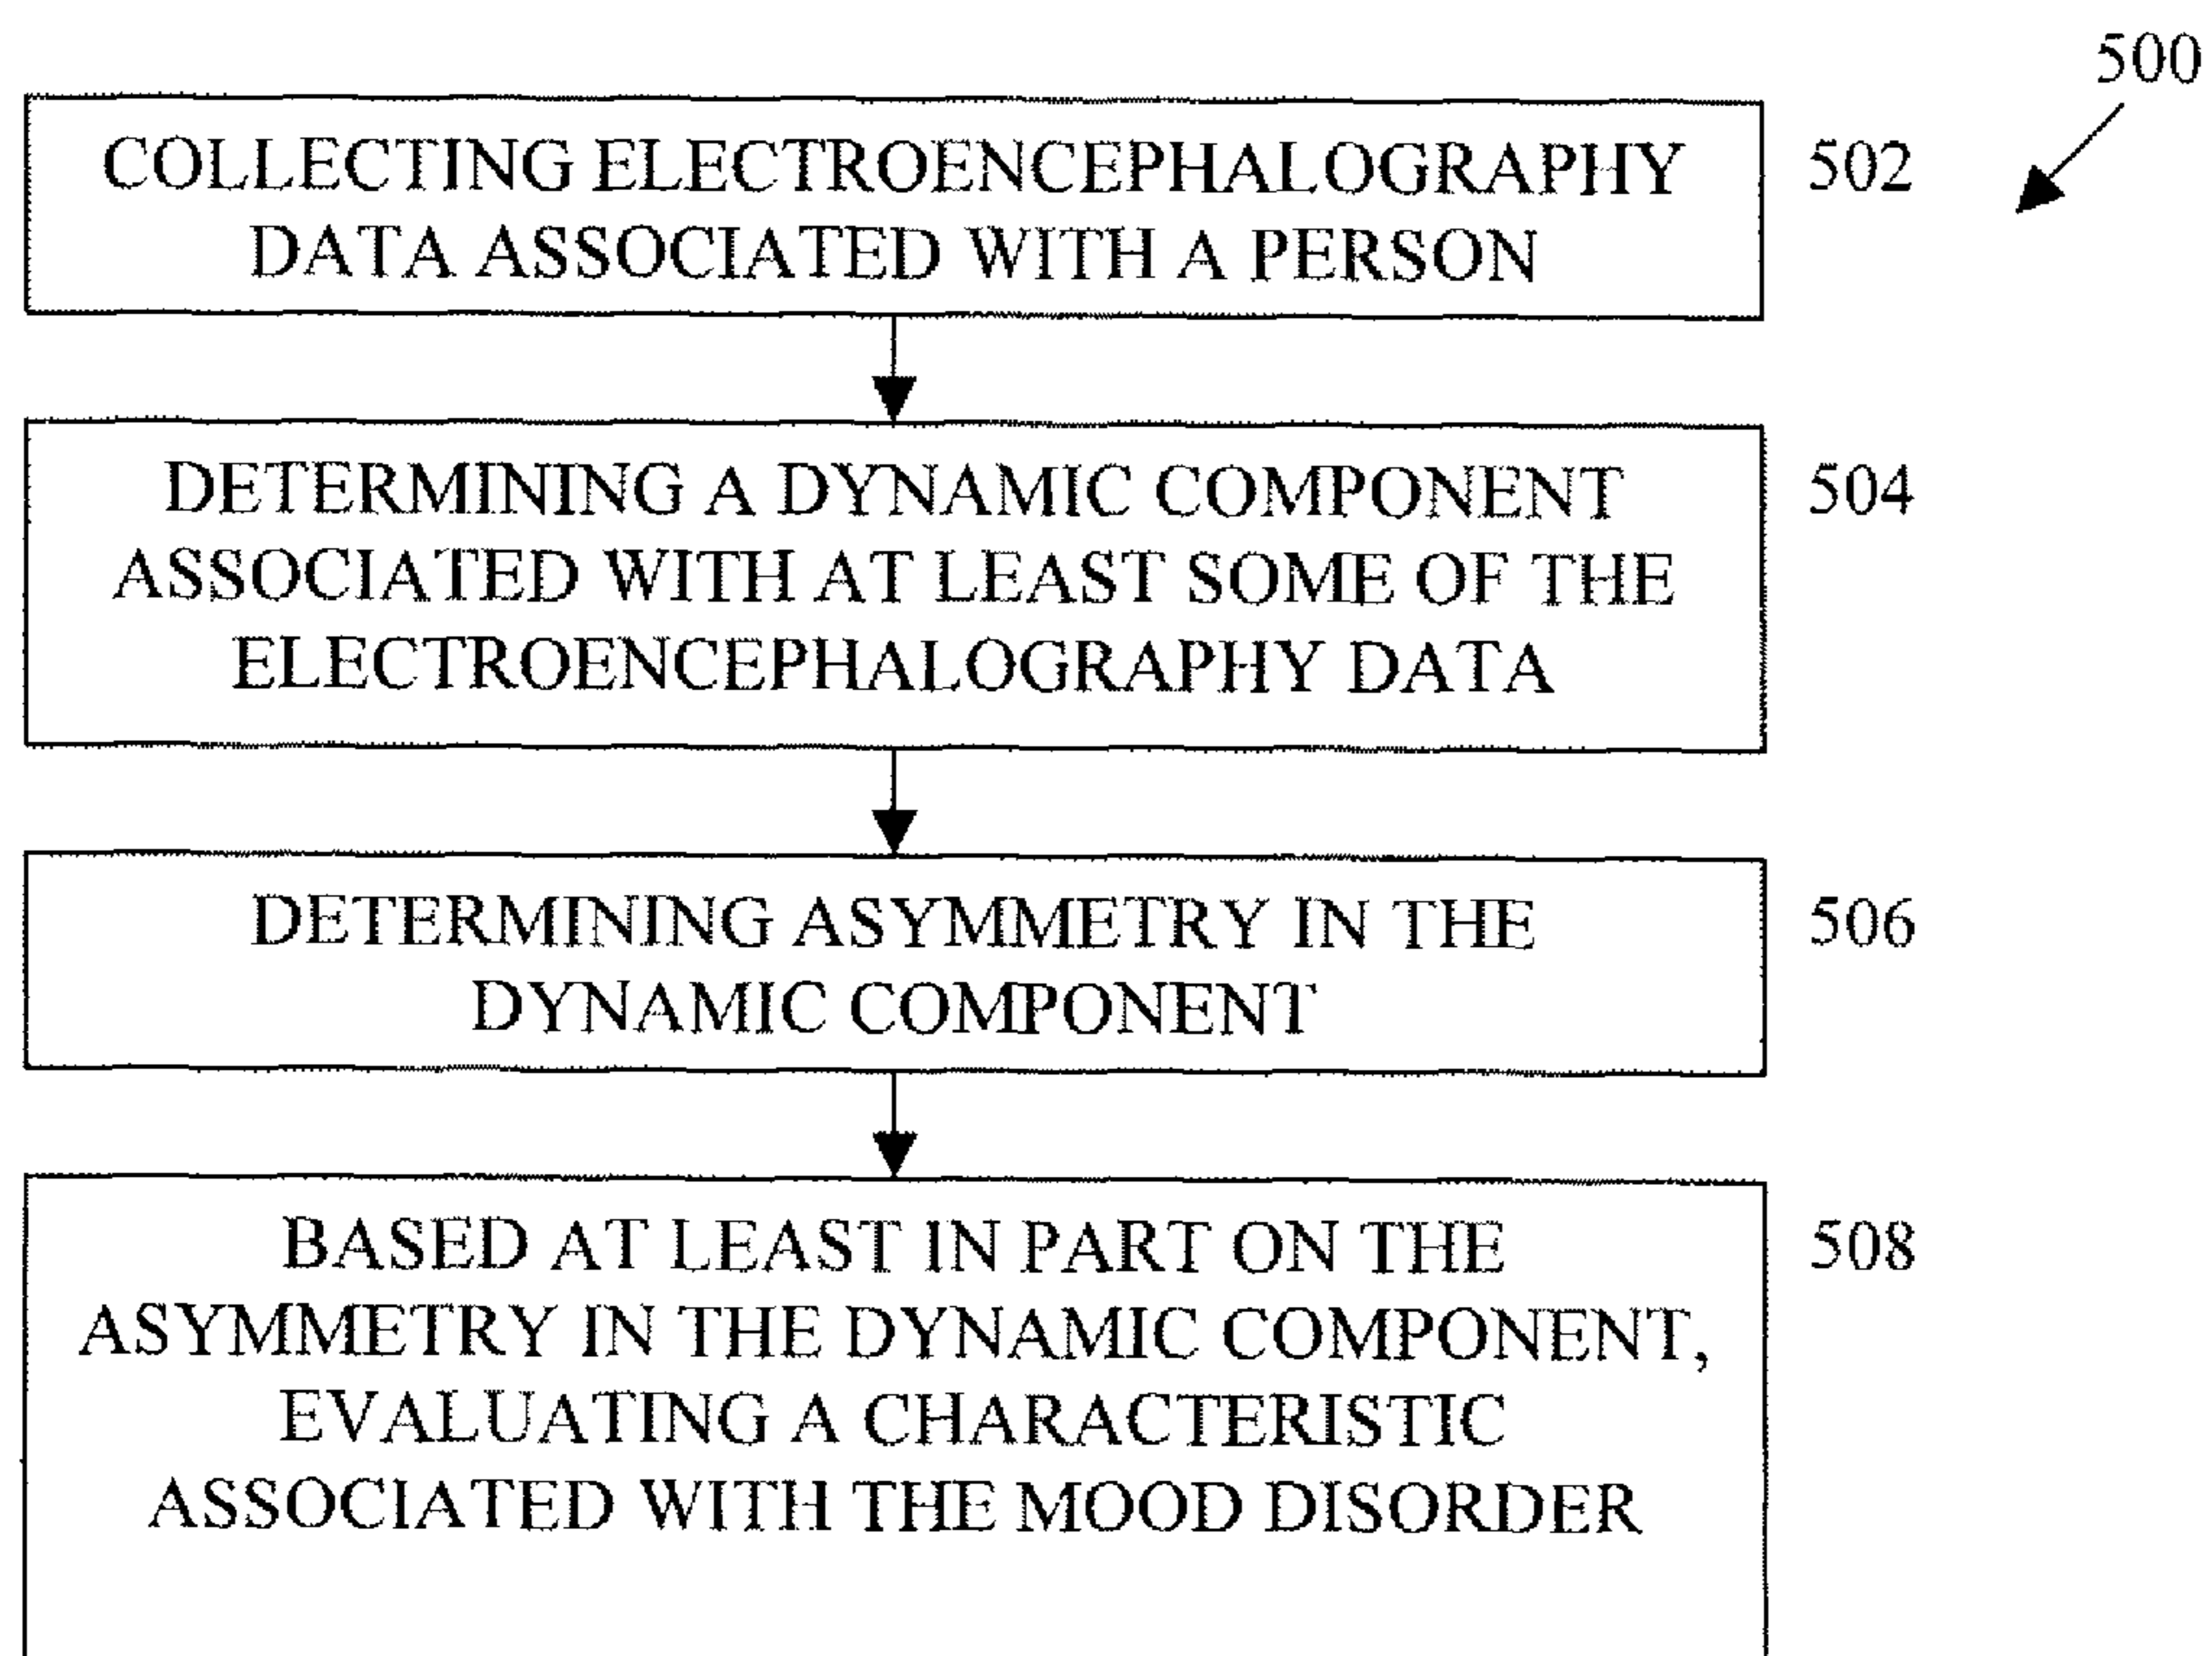 500
COLLECTING ELECTROENCEPHALOGRAPHY
DATA ASSOCIATED WITH A PERSON
502
DETERMINING A DYNAMIC COMPONENT
ASSOCIATED WITH AT LEAST SOME OF THE
ELECTROENCEPHALOGRAPHY DATA
504
DETERMINING ASYMMETRY IN THE
DYNAMIC COMPONENT
506
BASED AT LEAST IN PART ON THE
ASYMMETRY IN THE DYNAMIC COMPONENT,
EVALUATING A CHARACTERISTIC
ASSOCIATED WITH THE MOOD DISORDER
508